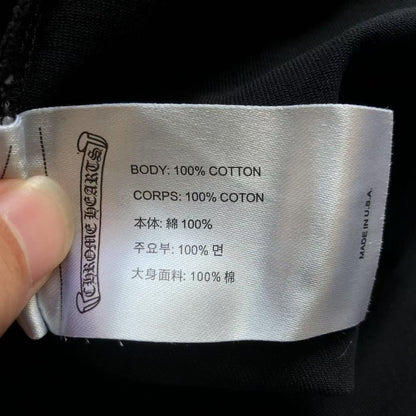 CHROME HEARTS
BODY: 100% COTTON
CORPS: 100% COTON
本体: 綿 100%
주요부: 100% 면
大身面料: 100% 棉
MADE IN U.S.A.